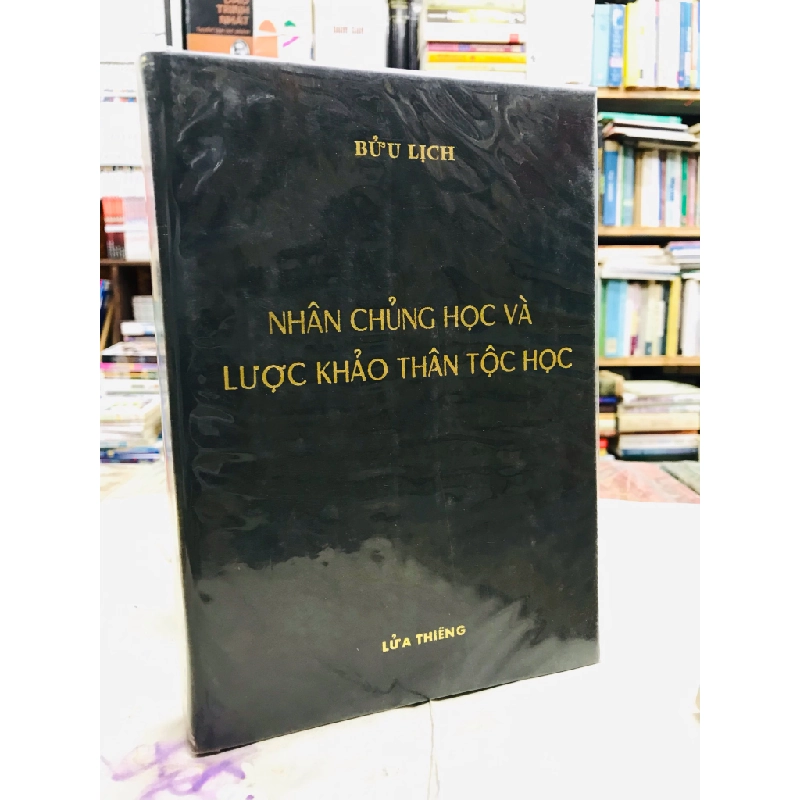 BỬU LỊCH
NHÂN CHỦNG HỌC VÀ
LƯỢC KHẢO THÂN TỘC HỌC
LỬA THIÊNG